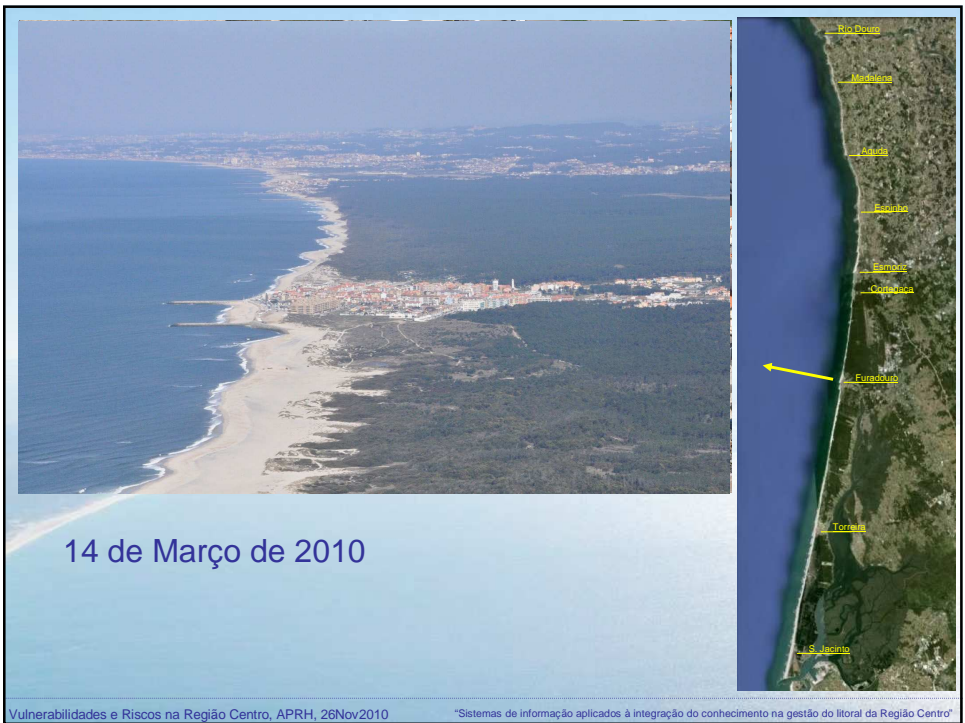 Rio Douro
Madalena
Aguda
Espinho
Esmoriz
Cortegaça
Furadouro
Torreira
S. Jacinto
14 de Março de 2010
Vulnerabilidades e Riscos na Região Centro, APRH, 26Nov2010
"Sistemas de informação aplicados à integração do conhecimento na gestão do litoral da Região Centro"